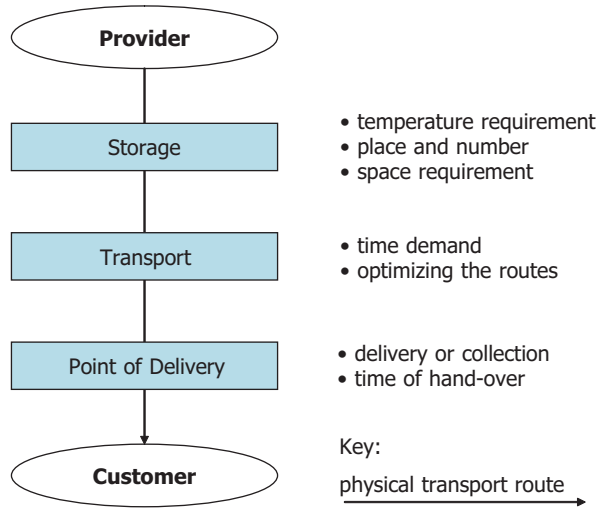 Provider
Storage
• temperature requirement
• place and number
• space requirement
Transport
• time demand
• optimizing the routes
Point of Delivery
• delivery or collection
• time of hand-over
Customer
Key:
physical transport route